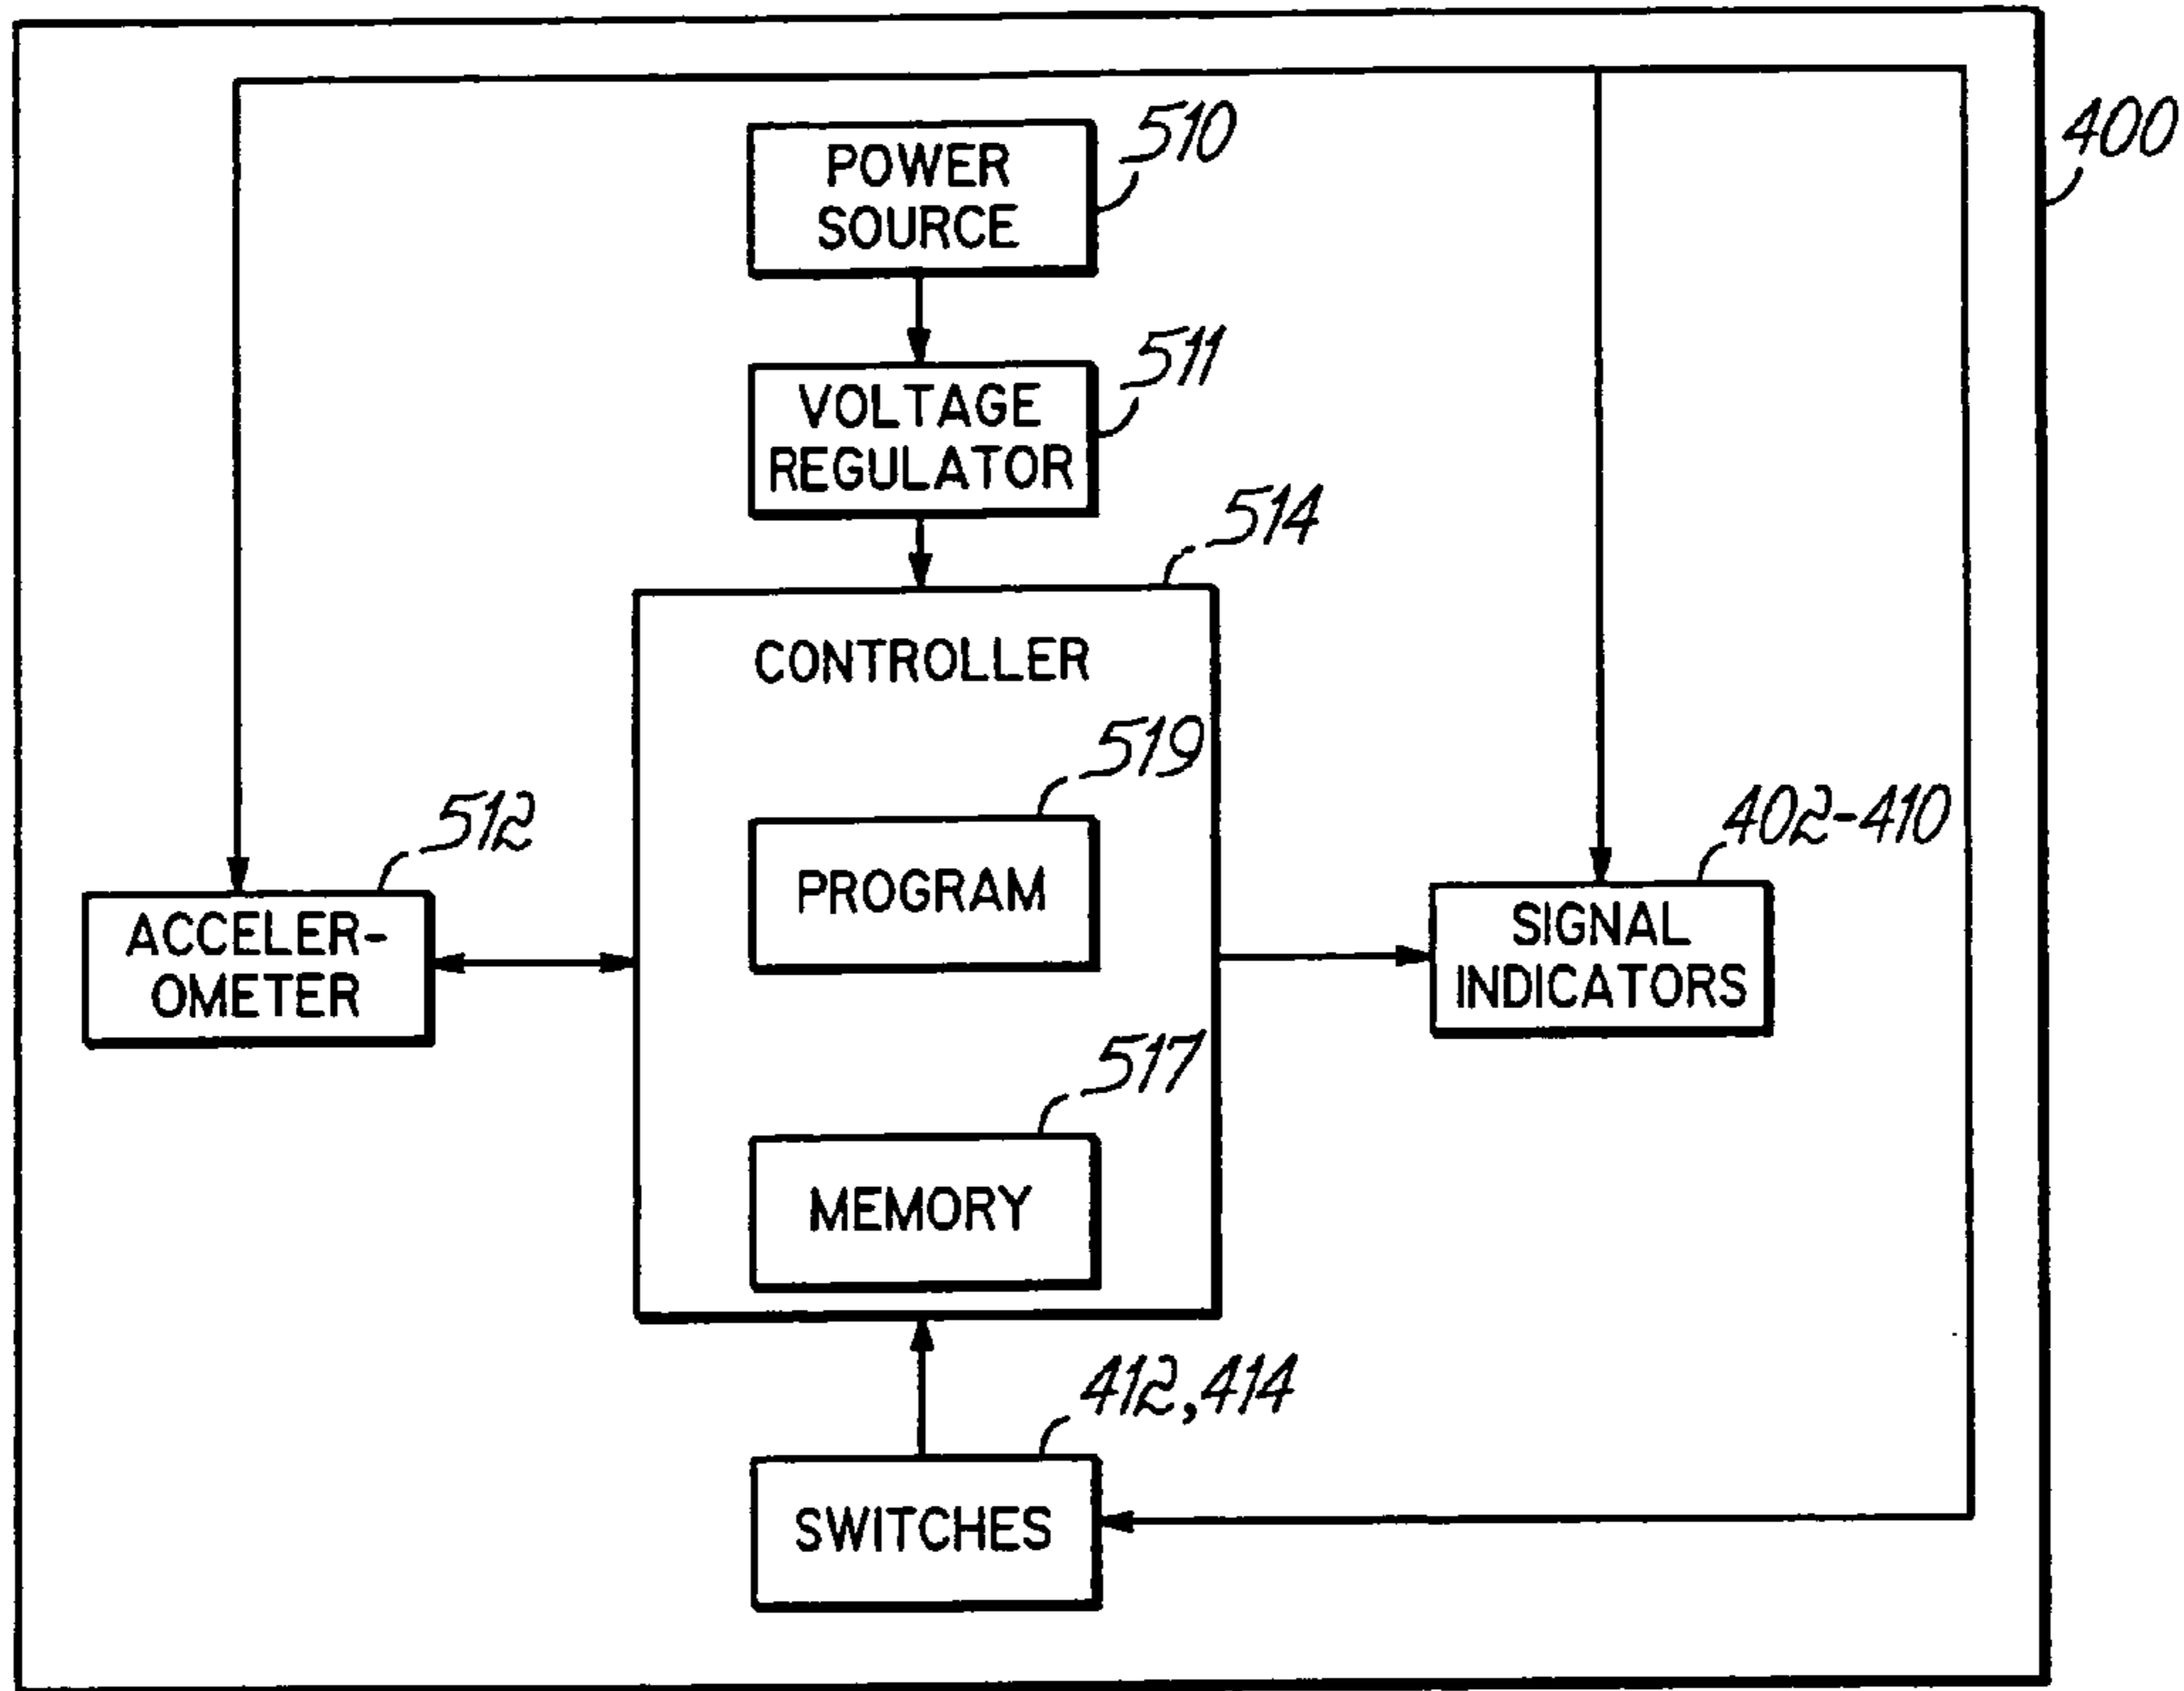 510
POWER
SOURCE
400
511
VOLTAGE
REGULATOR
514
CONTROLLER
519
PROGRAM
512
ACCELER-
OMETER
402-410
SIGNAL
INDICATORS
517
MEMORY
412,414
SWITCHES